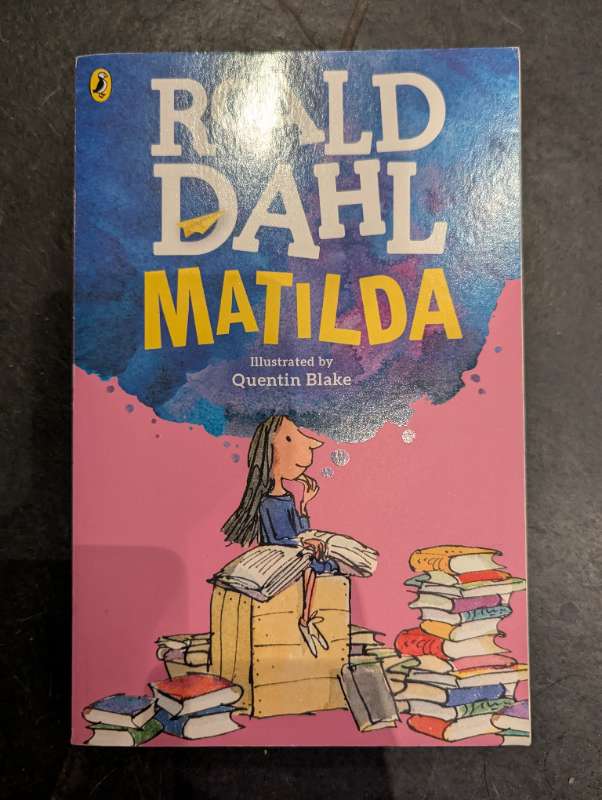 ROALD
DAHL
MATILDA
Illustrated by
Quentin Blake